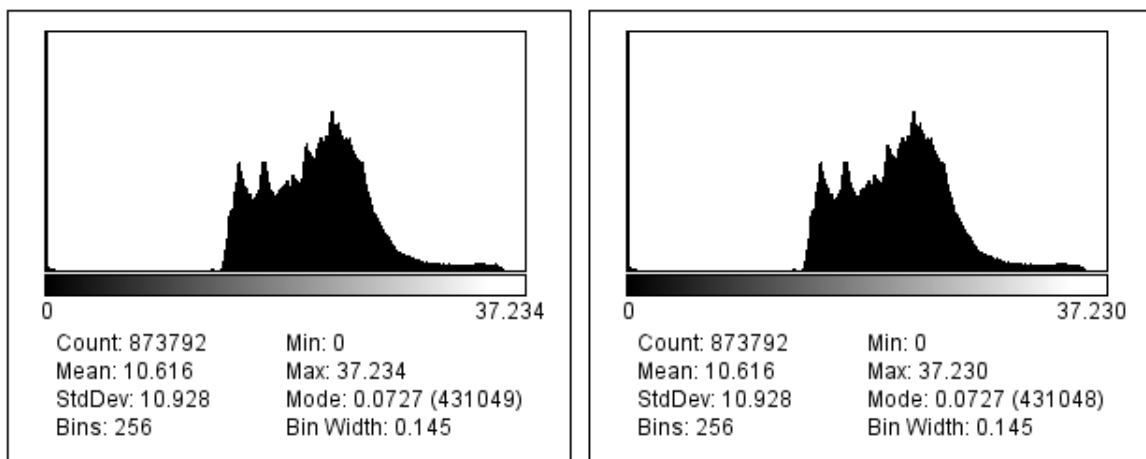 0 37.234
Count: 873792 Min: 0
Mean: 10.616 Max: 37.234
StdDev: 10.928 Mode: 0.0727 (431049)
Bins: 256 Bin Width: 0.145
0 37.230
Count: 873792 Min: 0
Mean: 10.616 Max: 37.230
StdDev: 10.928 Mode: 0.0727 (431048)
Bins: 256 Bin Width: 0.145